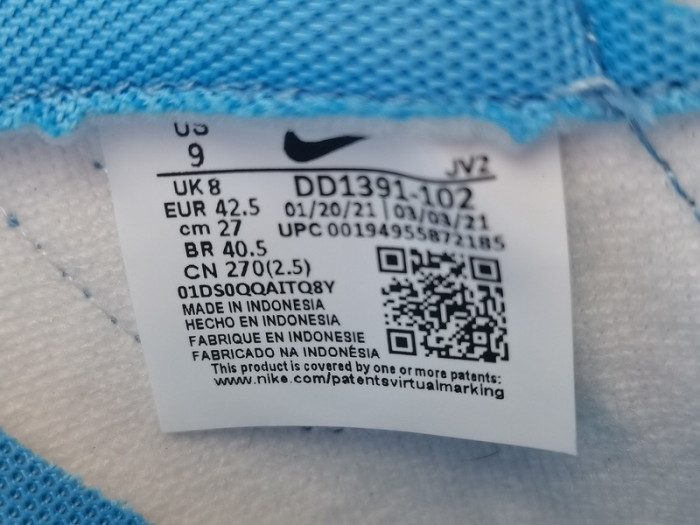 US
9
JV2
UK 8
DD1391-102
EUR 42.5
01/20/21 | 03/03/21
cm 27
UPC 00194955872185
BR 40.5
CN 270(2.5)
01DS0QQAITQ8Y
MADE IN INDONESIA
HECHO EN INDONESIA
FABRIQUE EN INDONESIE
FABRICADO NA INDONÉSIA
This product is covered by one or more patents:
www.nike.com/patentsvirtualmarking